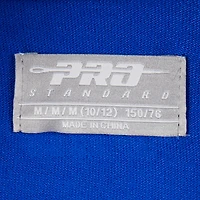 PRO
STANDARD
M/M/M (10/12) 150/76
MADE IN CHINA